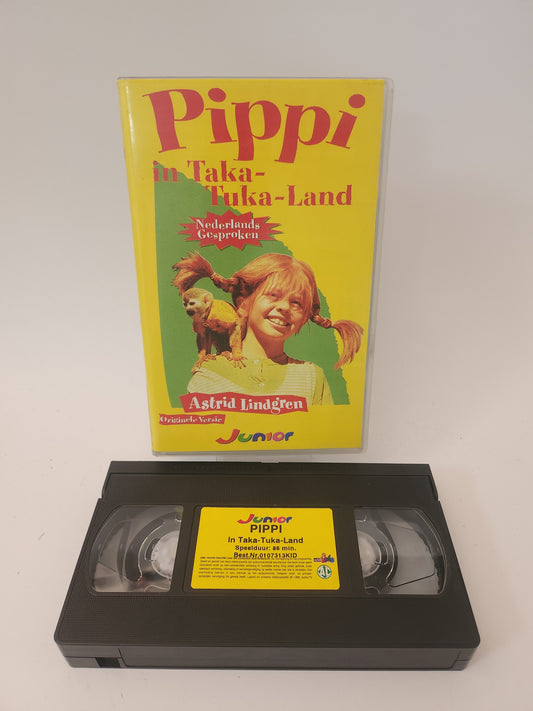 Pippi
in Taka-
Tuka-Land
Nederlands
Gesproken
Astrid Lindgren
Originele Versie
Junior
Junior
PIPPI
in Taka-Tuka-Land
Speelduur: 86 min.
Best.Nr.0107313KID